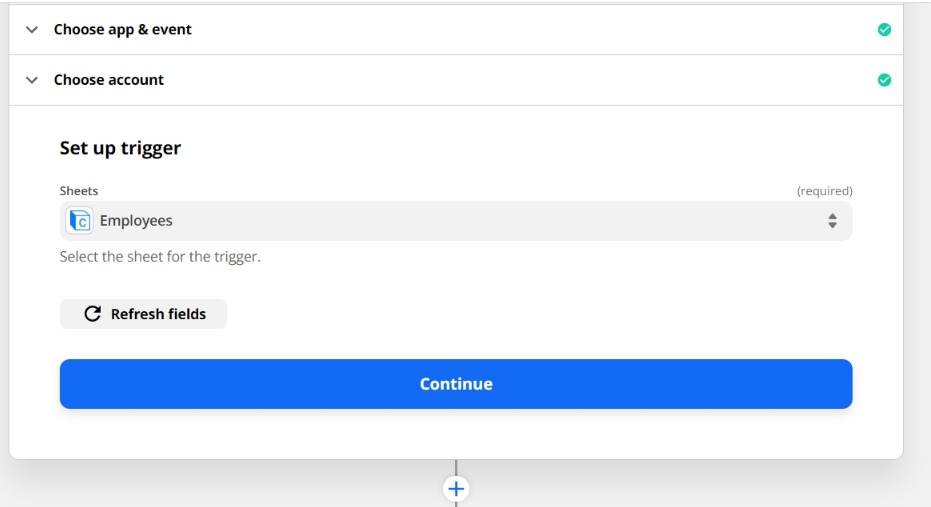 Choose app & event
Choose account
Set up trigger
Sheets (required)
C Employees
Select the sheet for the trigger.
Refresh fields
Continue